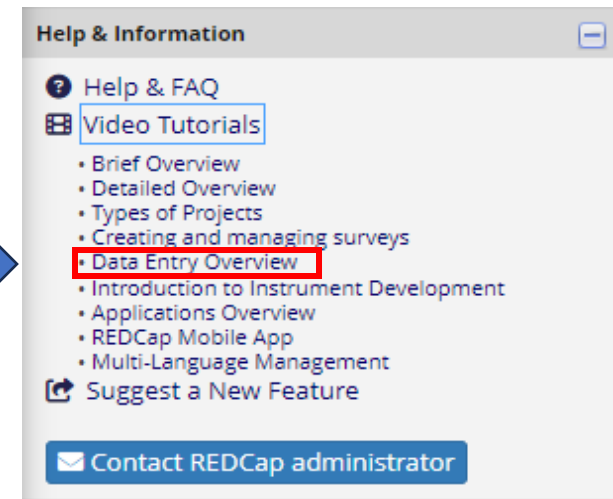 Help & Information
Help & FAQ
Video Tutorials
• Brief Overview
• Detailed Overview
• Types of Projects
• Creating and managing surveys
• Data Entry Overview
• Introduction to Instrument Development
• Applications Overview
• REDCap Mobile App
• Multi-Language Management
Suggest a New Feature
Contact REDCap administrator